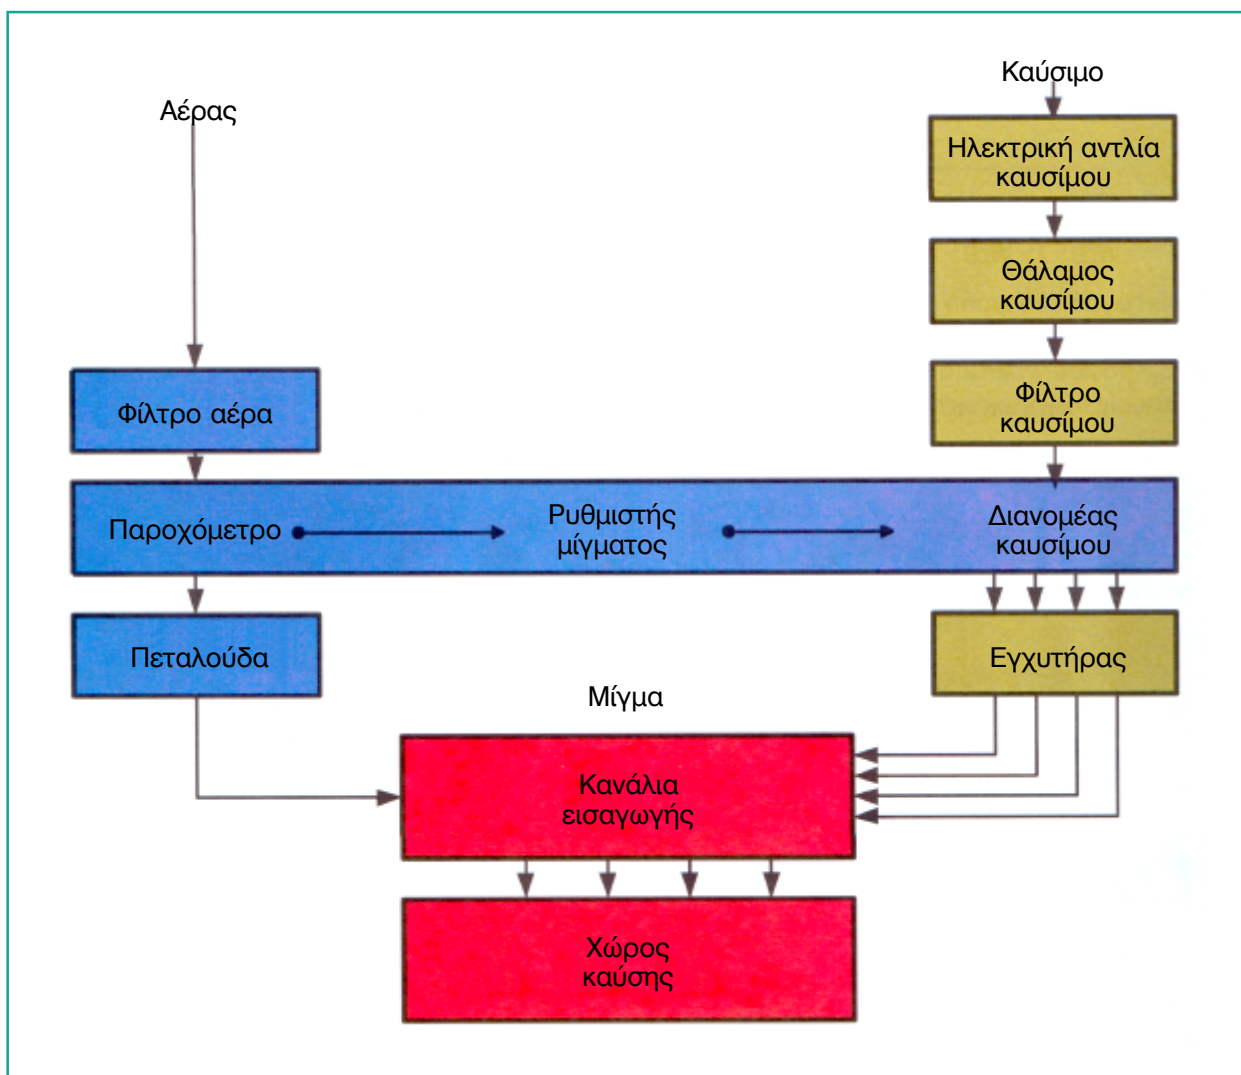 Καύσιμο
Αέρας
Ηλεκτρική αντλία
καυσίμου
Θάλαμος
καυσίμου
Φίλτρο αέρα
Φίλτρο
καυσίμου
Παροχόμετρο
Ρυθμιστής
μίγματος
Διανομέας
καυσίμου
Πεταλούδα
Εγχυτήρας
Μίγμα
Κανάλια
εισαγωγής
Χώρος
καύσης